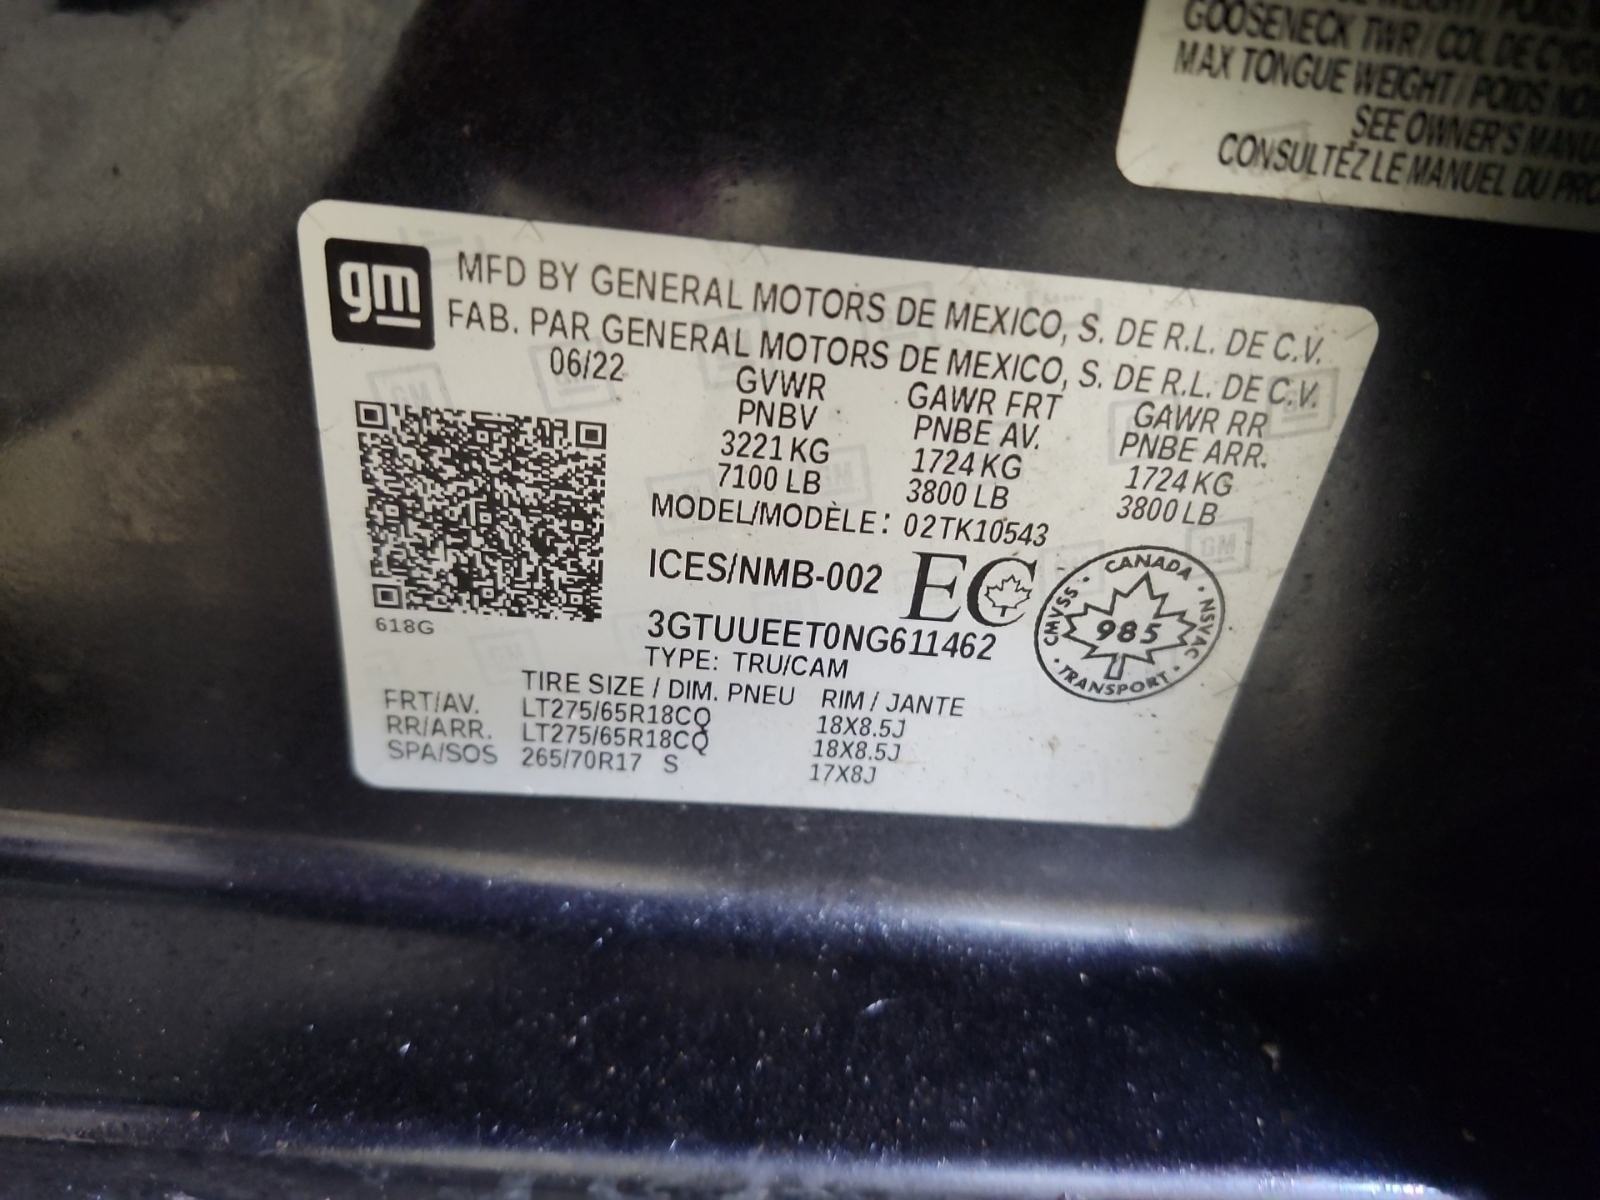 GOOSENECK TWR / COL DE CYG
MAX TONGUE WEIGHT / POIDS
SEE OWNER'S MANUA
CONSULTEZ LE MANUEL DU PRO
gm
MFD BY GENERAL MOTORS DE MEXICO, S. DE R.L. DE C.V.
FAB. PAR GENERAL MOTORS DE MEXICO, S. DE R.L. DE C.V.
06/22
GVWR GAWR FRT GAWR RR
PNBV PNBE AV. PNBE ARR.
3221 KG 1724 KG 1724 KG
7100 LB 3800 LB 3800 LB
MODEL/MODÈLE: 02TK10543
ICES/NMB-002 EC
3GTUUEET0NG611462
CANADA
CMVSS · 985 · NSVAC
TRANSPORT
618G
TYPE: TRU/CAM
TIRE SIZE / DIM. PNEU RIM / JANTE
FRT/AV. LT275/65R18CQ 18X8.5J
RR/ARR. LT275/65R18CQ 18X8.5J
SPA/SOS 265/70R17 S 17X8J